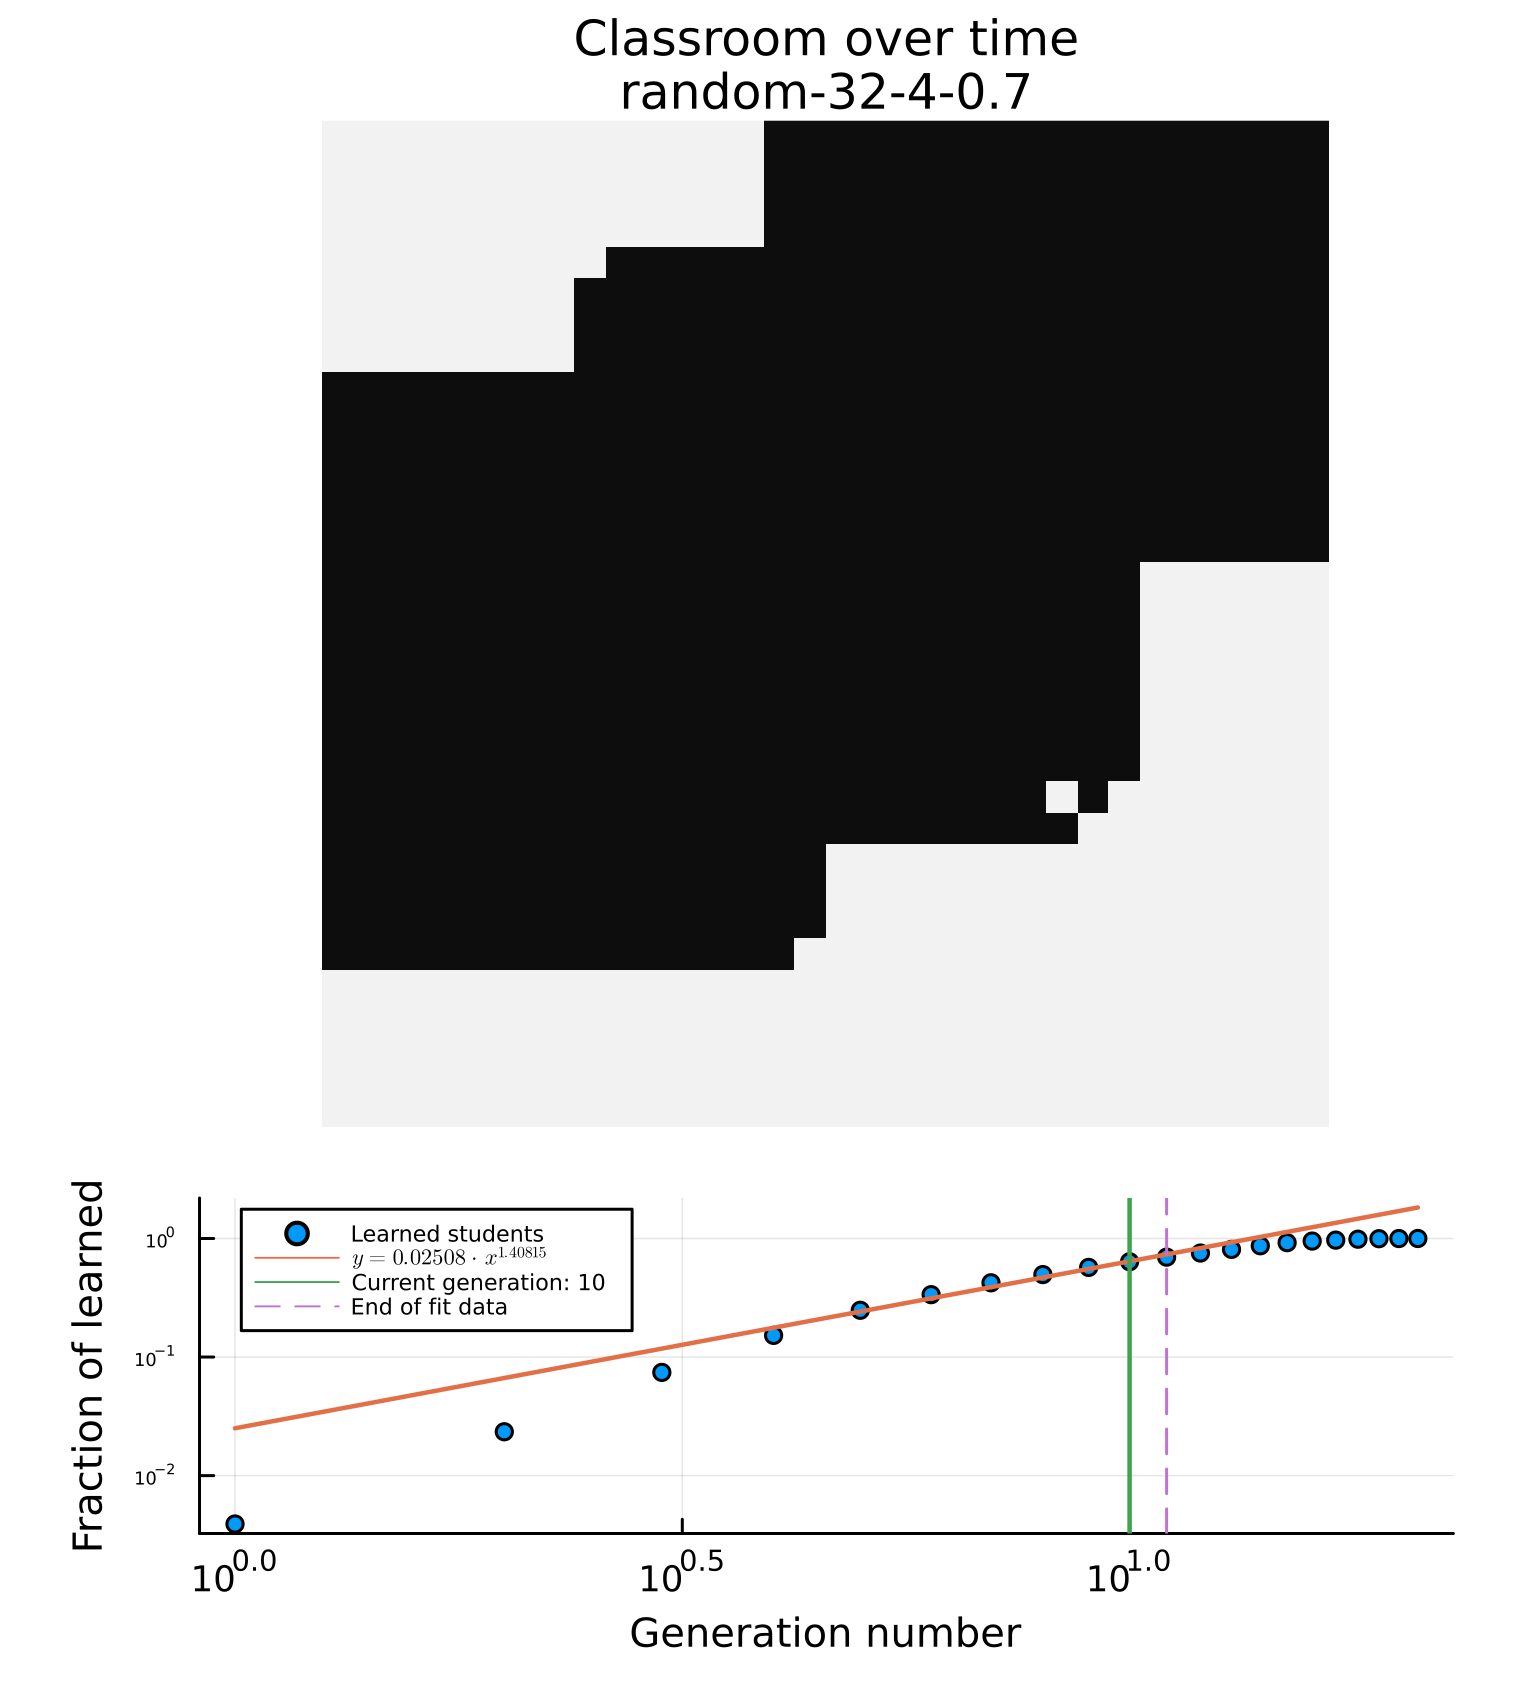 Classroom over time
random-32-4-0.7
Fraction of learned
10⁰
10⁻¹
10⁻²
Learned students
y = 0.02508 · x^1.40815
Current generation: 10
End of fit data
10^0.0 10^0.5 10^1.0
Generation number